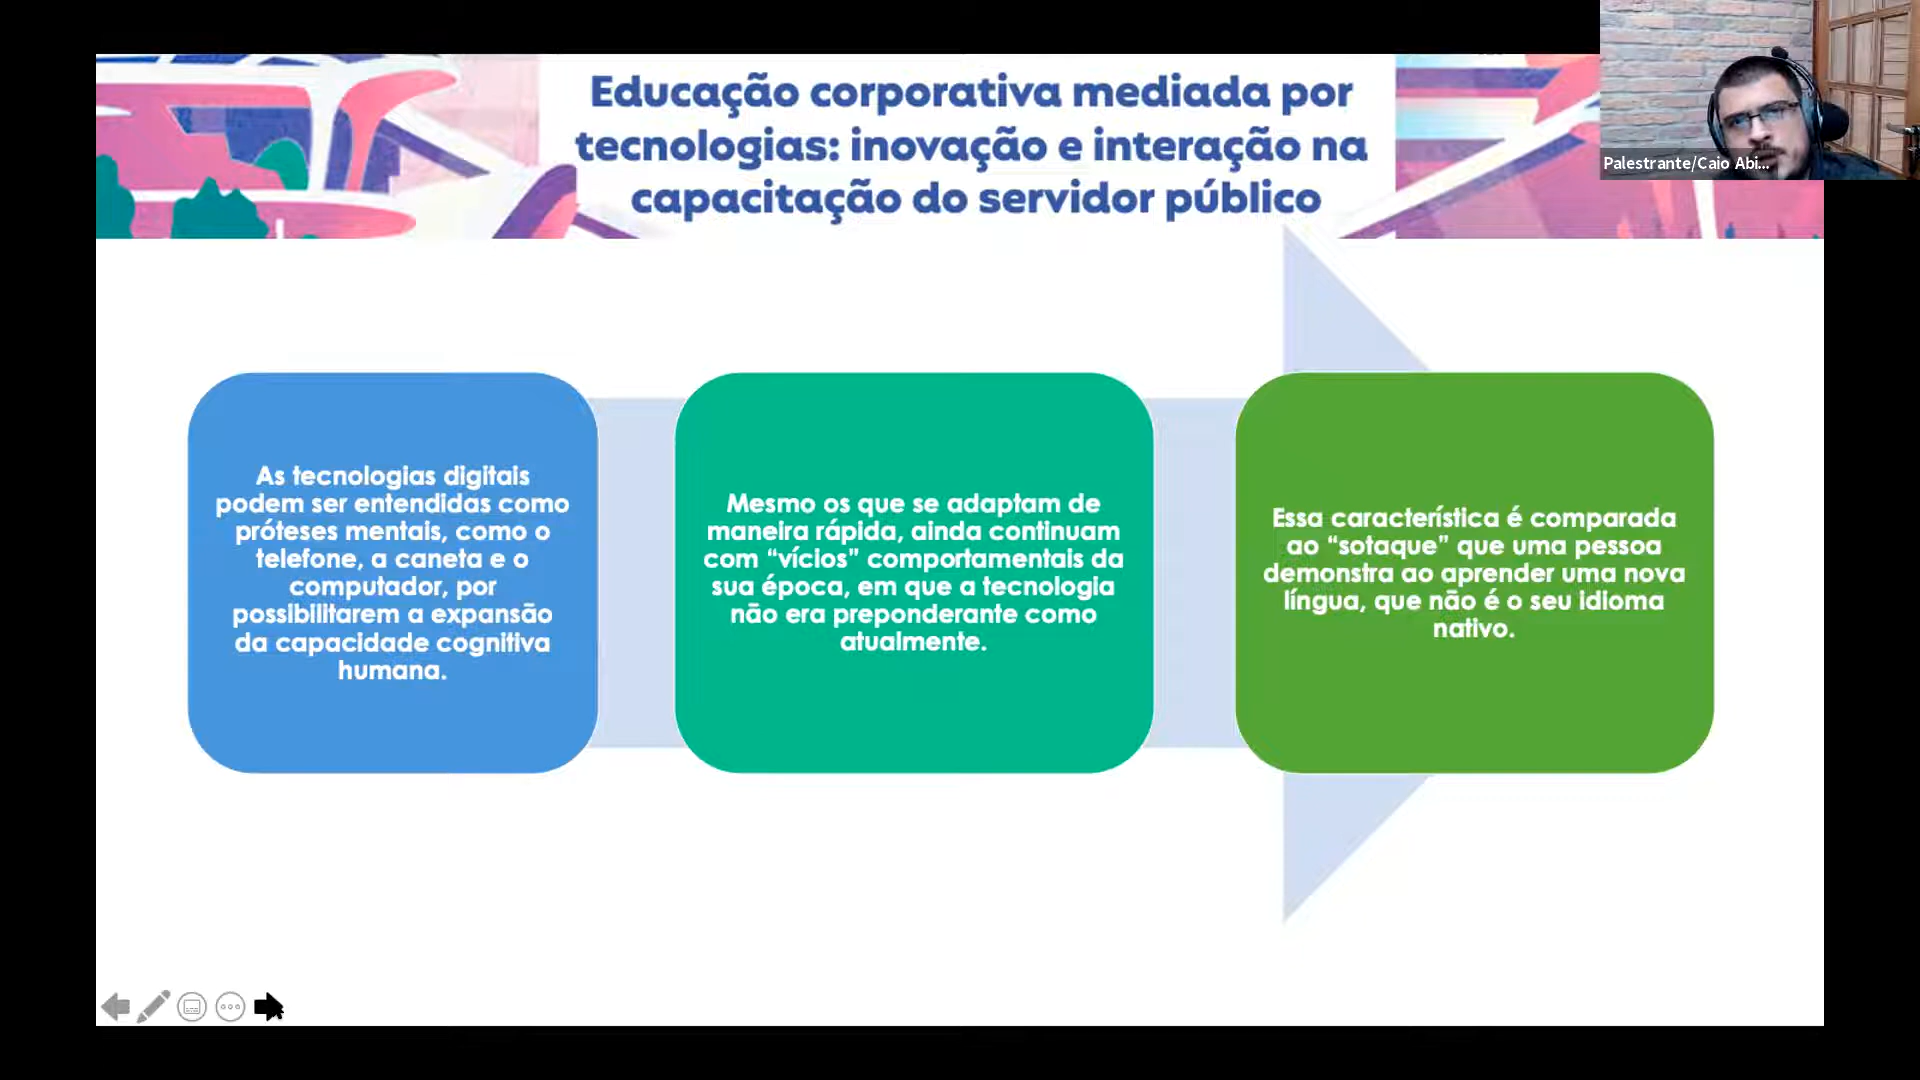 Educação corporativa mediada por
tecnologias: inovação e interação na
capacitação do servidor público
Palestrante/Caio Abi...
As tecnologias digitais
podem ser entendidas como
próteses mentais, como o
telefone, a caneta e o
computador, por
possibilitarem a expansão
da capacidade cognitiva
humana.
Mesmo os que se adaptam de
maneira rápida, ainda continuam
com “vícios” comportamentais da
sua época, em que a tecnologia
não era preponderante como
atualmente.
Essa característica é comparada
ao “sotaque” que uma pessoa
demonstra ao aprender uma nova
língua, que não é o seu idioma
nativo.